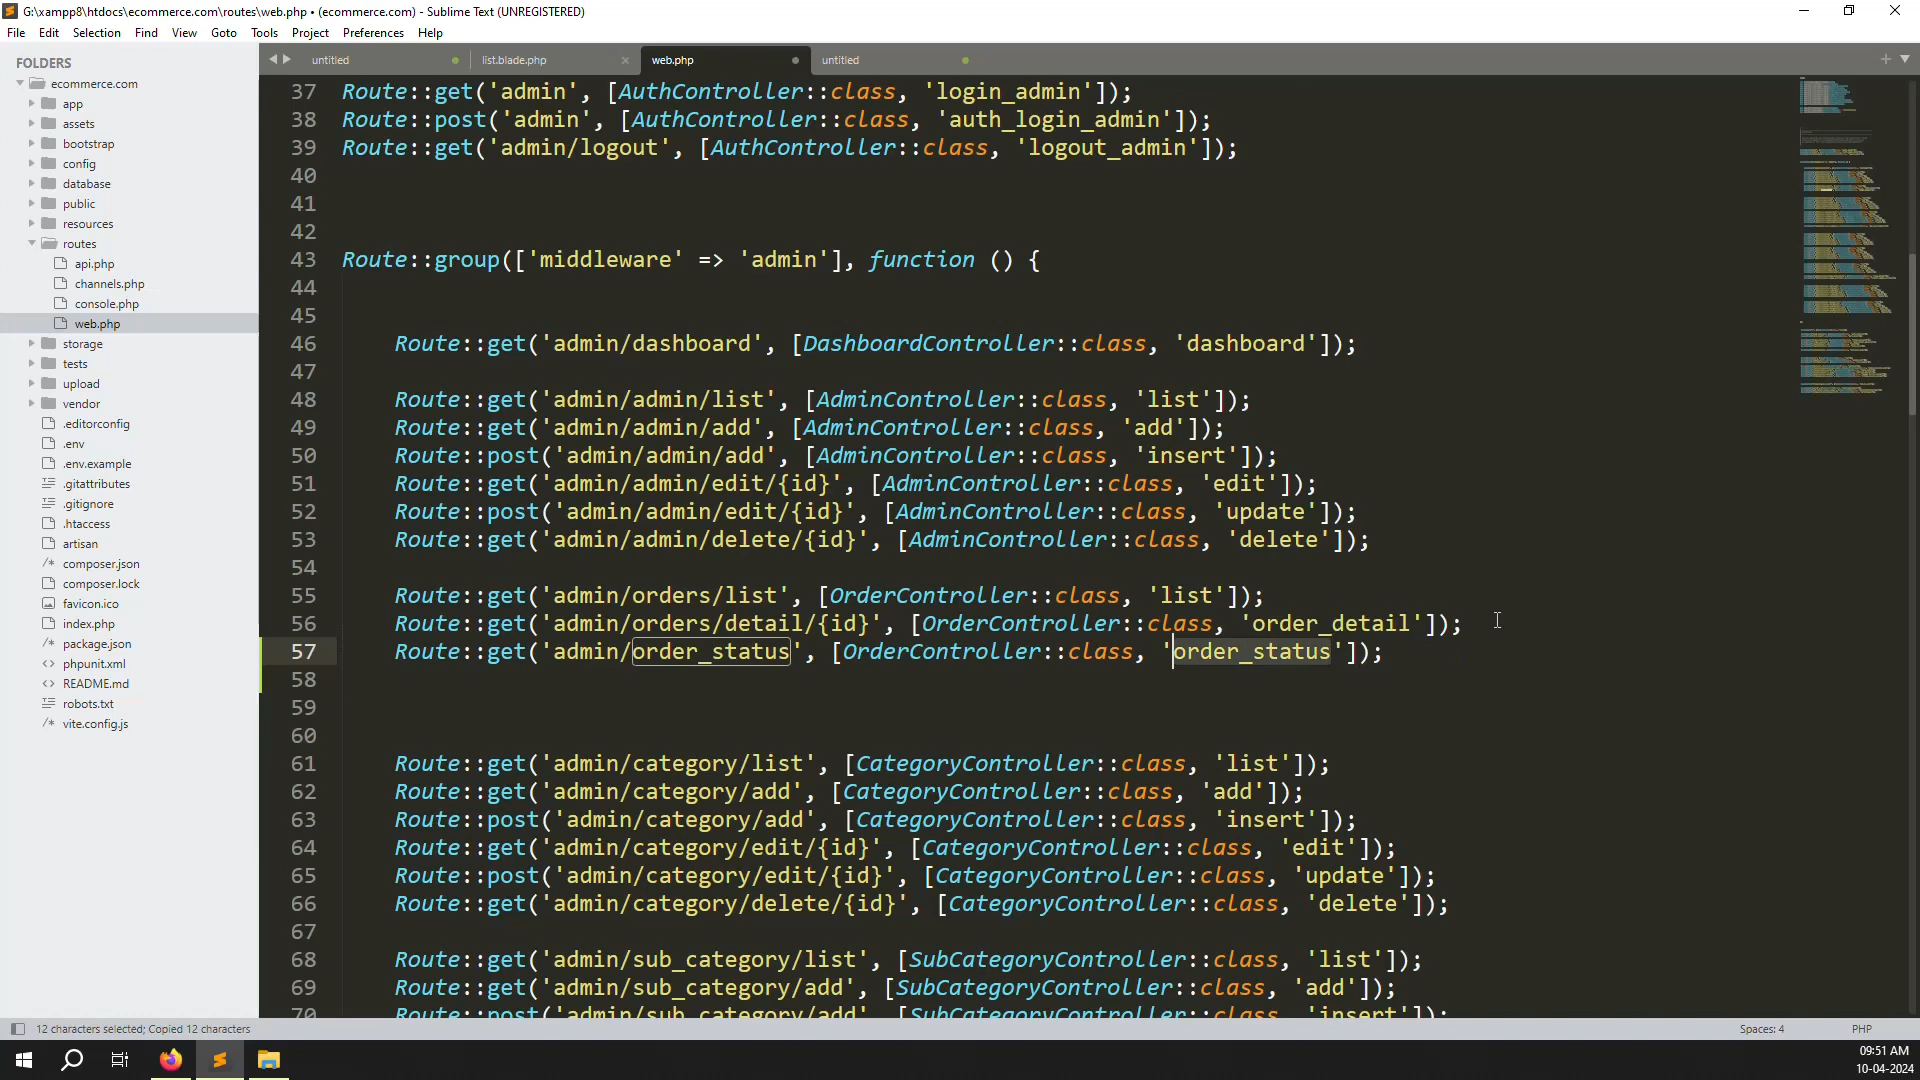 G:\xampp8\htdocs\ecommerce.com\routes\web.php • (ecommerce.com) - Sublime Text (UNREGISTERED)
File Edit Selection Find View Goto Tools Project Preferences Help
FOLDERS
ecommerce.com
app
assets
bootstrap
config
database
public
resources
routes
api.php
channels.php
console.php
web.php
storage
tests
upload
vendor
.editorconfig
.env
.env.example
.gitattributes
.gitignore
.htaccess
artisan
composer.json
composer.lock
favicon.ico
index.php
package.json
phpunit.xml
README.md
robots.txt
vite.config.js
untitled list.blade.php web.php untitled
37 Route::get('admin', [AuthController::class, 'login_admin']);
38 Route::post('admin', [AuthController::class, 'auth_login_admin']);
39 Route::get('admin/logout', [AuthController::class, 'logout_admin']);
40
41
42
43 Route::group(['middleware' => 'admin'], function () {
44
45
46 Route::get('admin/dashboard', [DashboardController::class, 'dashboard']);
47
48 Route::get('admin/admin/list', [AdminController::class, 'list']);
49 Route::get('admin/admin/add', [AdminController::class, 'add']);
50 Route::post('admin/admin/add', [AdminController::class, 'insert']);
51 Route::get('admin/admin/edit/{id}', [AdminController::class, 'edit']);
52 Route::post('admin/admin/edit/{id}', [AdminController::class, 'update']);
53 Route::get('admin/admin/delete/{id}', [AdminController::class, 'delete']);
54
55 Route::get('admin/orders/list', [OrderController::class, 'list']);
56 Route::get('admin/orders/detail/{id}', [OrderController::class, 'order_detail']);
57 Route::get('admin/order_status', [OrderController::class, 'order_status']);
58
59
60
61 Route::get('admin/category/list', [CategoryController::class, 'list']);
62 Route::get('admin/category/add', [CategoryController::class, 'add']);
63 Route::post('admin/category/add', [CategoryController::class, 'insert']);
64 Route::get('admin/category/edit/{id}', [CategoryController::class, 'edit']);
65 Route::post('admin/category/edit/{id}', [CategoryController::class, 'update']);
66 Route::get('admin/category/delete/{id}', [CategoryController::class, 'delete']);
67
68 Route::get('admin/sub_category/list', [SubCategoryController::class, 'list']);
69 Route::get('admin/sub_category/add', [SubCategoryController::class, 'add']);
70 Route::post('admin/sub_category/add', [SubCategoryController::class, 'insert']);
12 characters selected; Copied 12 characters
Spaces: 4 PHP
09:51 AM
10-04-2024